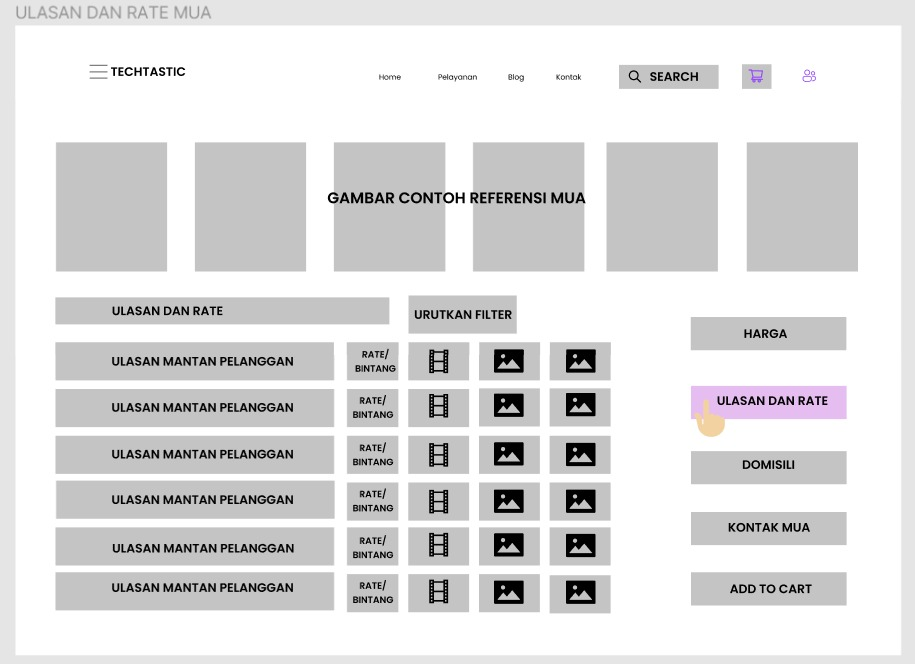 ULASAN DAN RATE MUA
TECHTASTIC
Home
Pelayanan
Blog
Kontak
SEARCH
GAMBAR CONTOH REFERENSI MUA
ULASAN DAN RATE
URUTKAN FILTER
ULASAN MANTAN PELANGGAN
RATE/
BINTANG
ULASAN MANTAN PELANGGAN
RATE/
BINTANG
ULASAN MANTAN PELANGGAN
RATE/
BINTANG
ULASAN MANTAN PELANGGAN
RATE/
BINTANG
ULASAN MANTAN PELANGGAN
RATE/
BINTANG
ULASAN MANTAN PELANGGAN
RATE/
BINTANG
HARGA
ULASAN DAN RATE
DOMISILI
KONTAK MUA
ADD TO CART